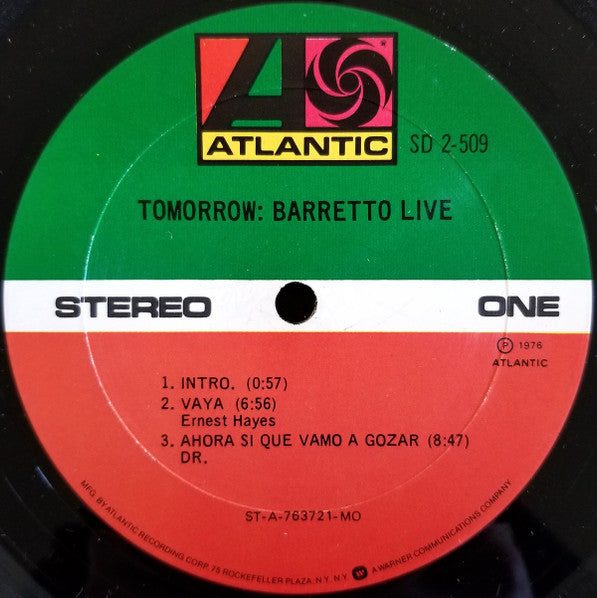 ATLANTIC
SD 2-509
TOMORROW: BARRETTO LIVE
STEREO
ONE
Ⓟ 1976
ATLANTIC
1. INTRO. (0:57)
2. VAYA (6:56)
Ernest Hayes
3. AHORA SI QUE VAMO A GOZAR (8:47)
DR.
ST-A-763721-MO
MFG. BY ATLANTIC RECORDING CORP. 75 ROCKEFELLER PLAZA. N.Y. N.Y. A WARNER COMMUNICATIONS COMPANY